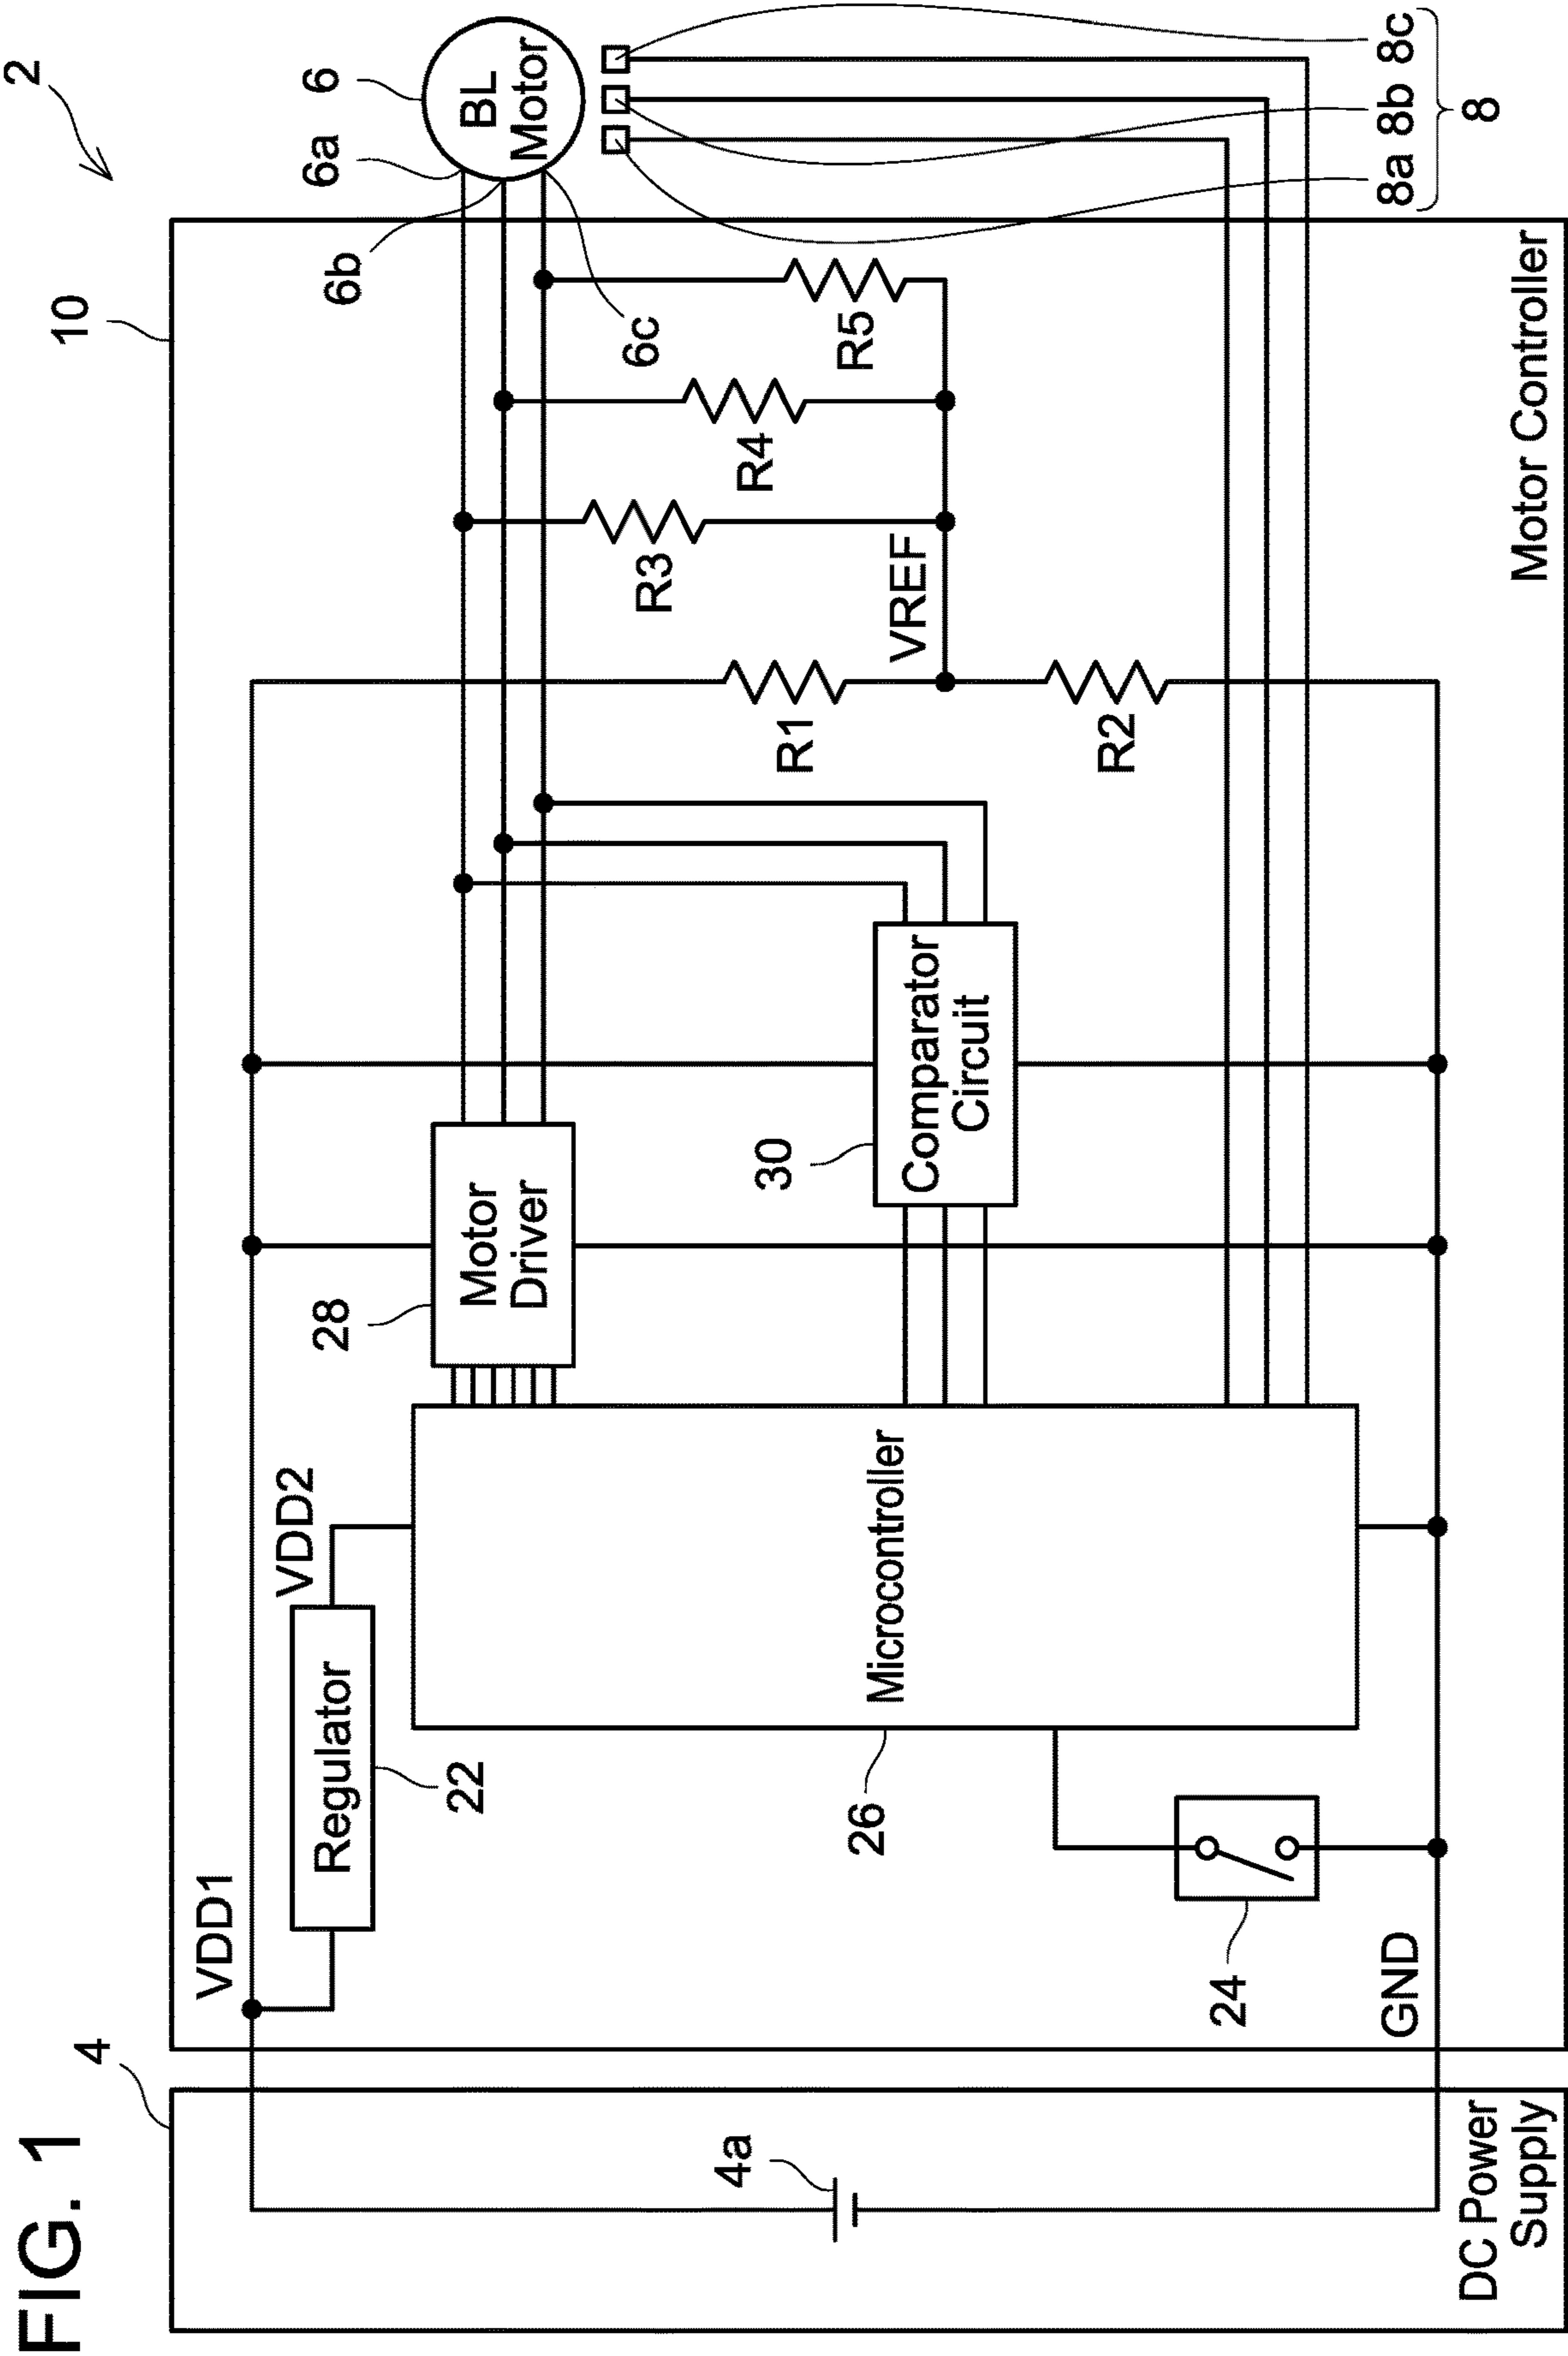 FIG. 1
2
4
10
6
6a
6b
6c
BL
Motor
VDD1
VDD2
Regulator
22
28
Motor
Driver
4a
Microcontroller
26
30
Comparator
Circuit
R1
R2
R3
R4
R5
VREF
24
GND
8a
8b
8c
8
DC Power
Supply
Motor Controller